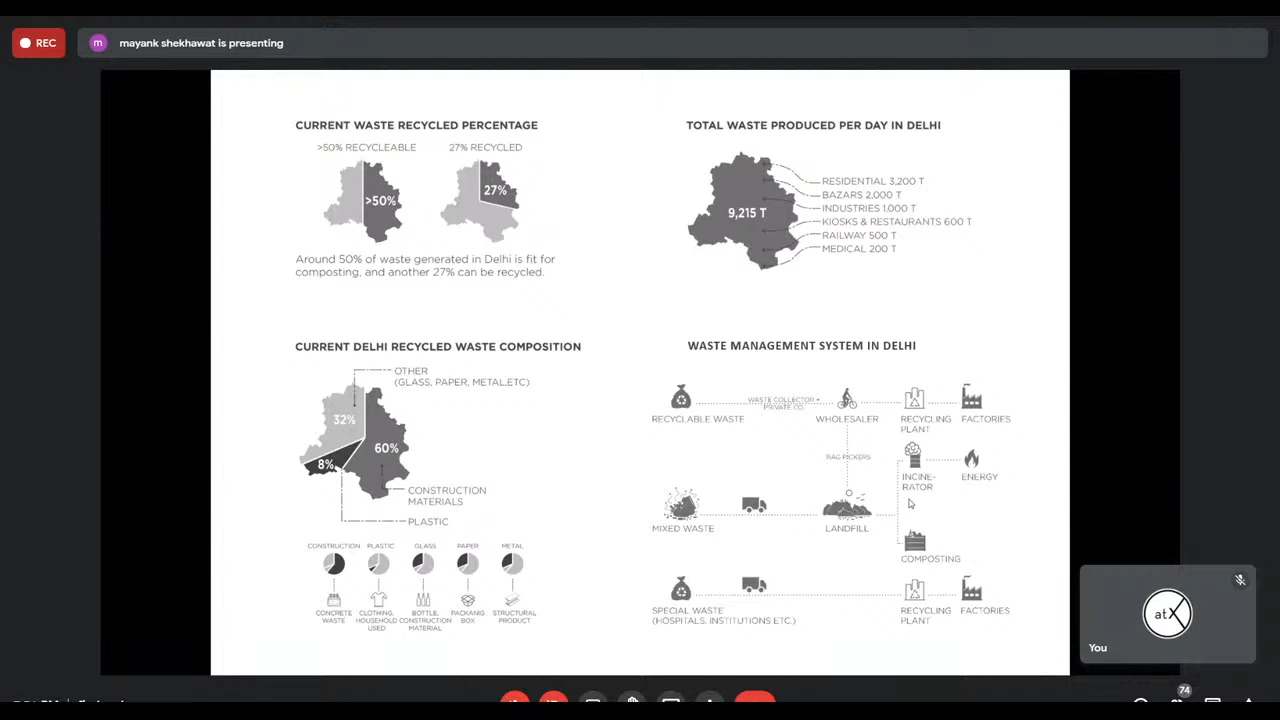 REC
m
mayank shekhawat is presenting
CURRENT WASTE RECYCLED PERCENTAGE
>50% RECYCLEABLE
27% RECYCLED
>50%
27%
Around 50% of waste generated in Delhi is fit for
composting, and another 27% can be recycled.
TOTAL WASTE PRODUCED PER DAY IN DELHI
9,215 T
RESIDENTIAL 3,200 T
BAZARS 2,000 T
INDUSTRIES 1,000 T
KIOSKS & RESTAURANTS 600 T
RAILWAY 500 T
MEDICAL 200 T
CURRENT DELHI RECYCLED WASTE COMPOSITION
OTHER
(GLASS, PAPER, METAL,ETC)
32%
60%
8%
CONSTRUCTION
MATERIALS
PLASTIC
CONSTRUCTION
PLASTIC
GLASS
PAPER
METAL
CONCRETE
WASTE
CLOTHING,
HOUSEHOLD
USED
BOTTLE,
CONSTRUCTION
MATERIAL
PACKANIG
BOX
STRUCTURAL
PRODUCT
WASTE MANAGEMENT SYSTEM IN DELHI
RECYCLABLE WASTE
WASTE COLLECTOR +
PRIVATE CO.
WHOLESALER
RECYCLING
PLANT
FACTORIES
RAG PICKERS
INCINE-
RATOR
ENERGY
MIXED WASTE
LANDFILL
COMPOSTING
SPECIAL WASTE
(HOSPITALS, INSTITUTIONS ETC.)
RECYCLING
PLANT
FACTORIES
atX
You
74